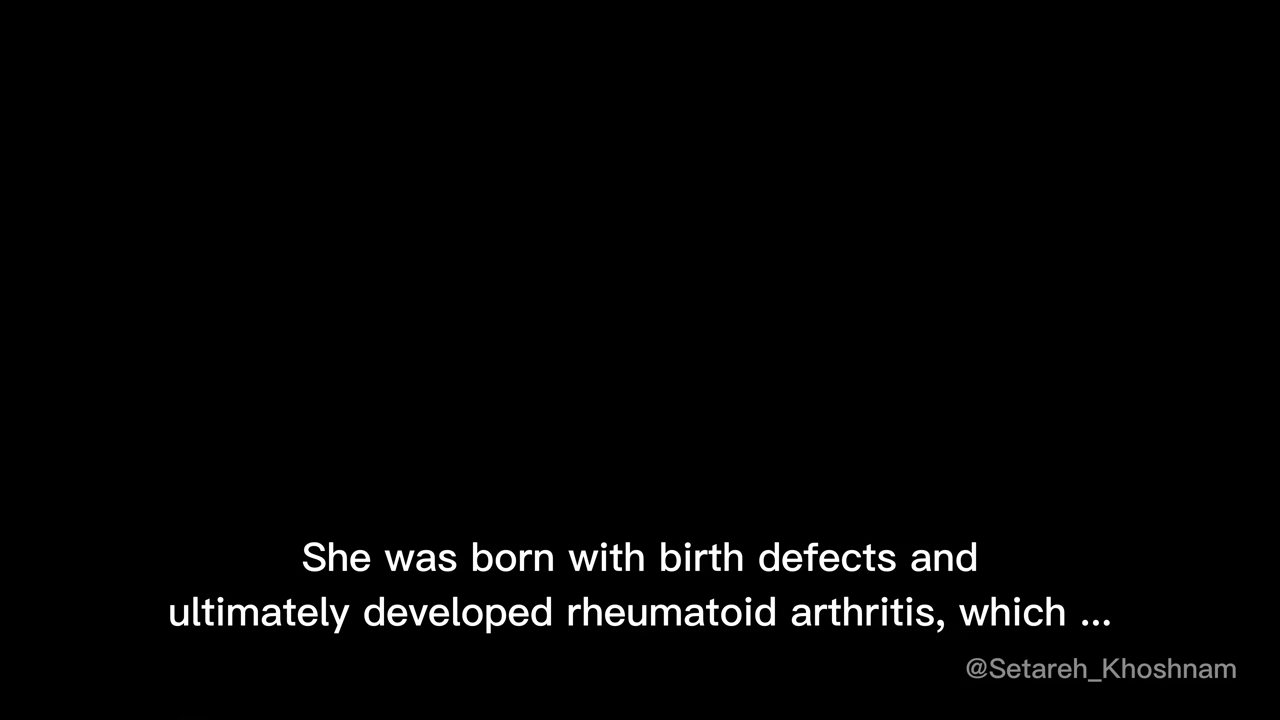 She was born with birth defects and
ultimately developed rheumatoid arthritis, which ...
@Setareh_Khoshnam